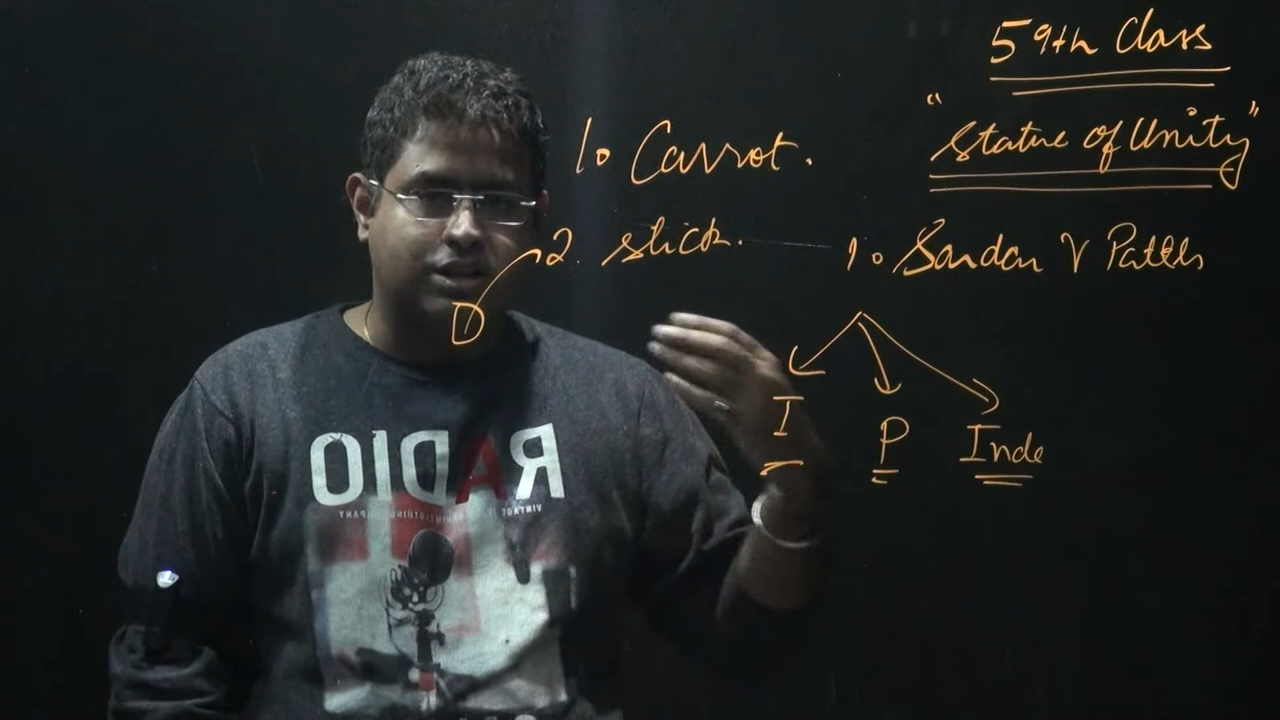 59th Class
"Statue of Unity"
1. Carrot.
2. stick.
1. Sardar V Patel
I P Inde
RADIO